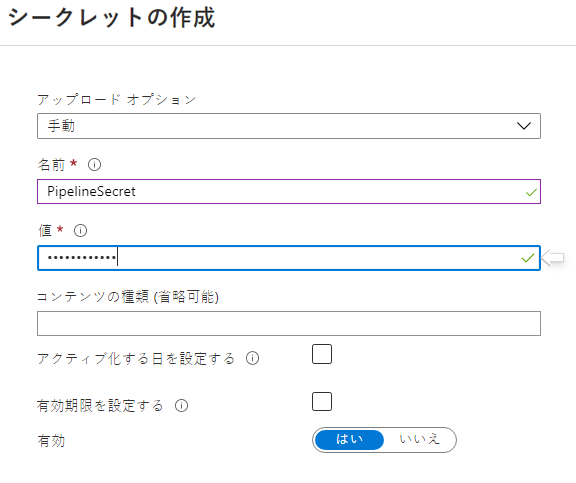 シークレットの作成
アップロード オプション
手動
名前 *
PipelineSecret
値 *
••••••••••••
コンテンツの種類 (省略可能)
アクティブ化する日を設定する
有効期限を設定する
有効
はい いいえ